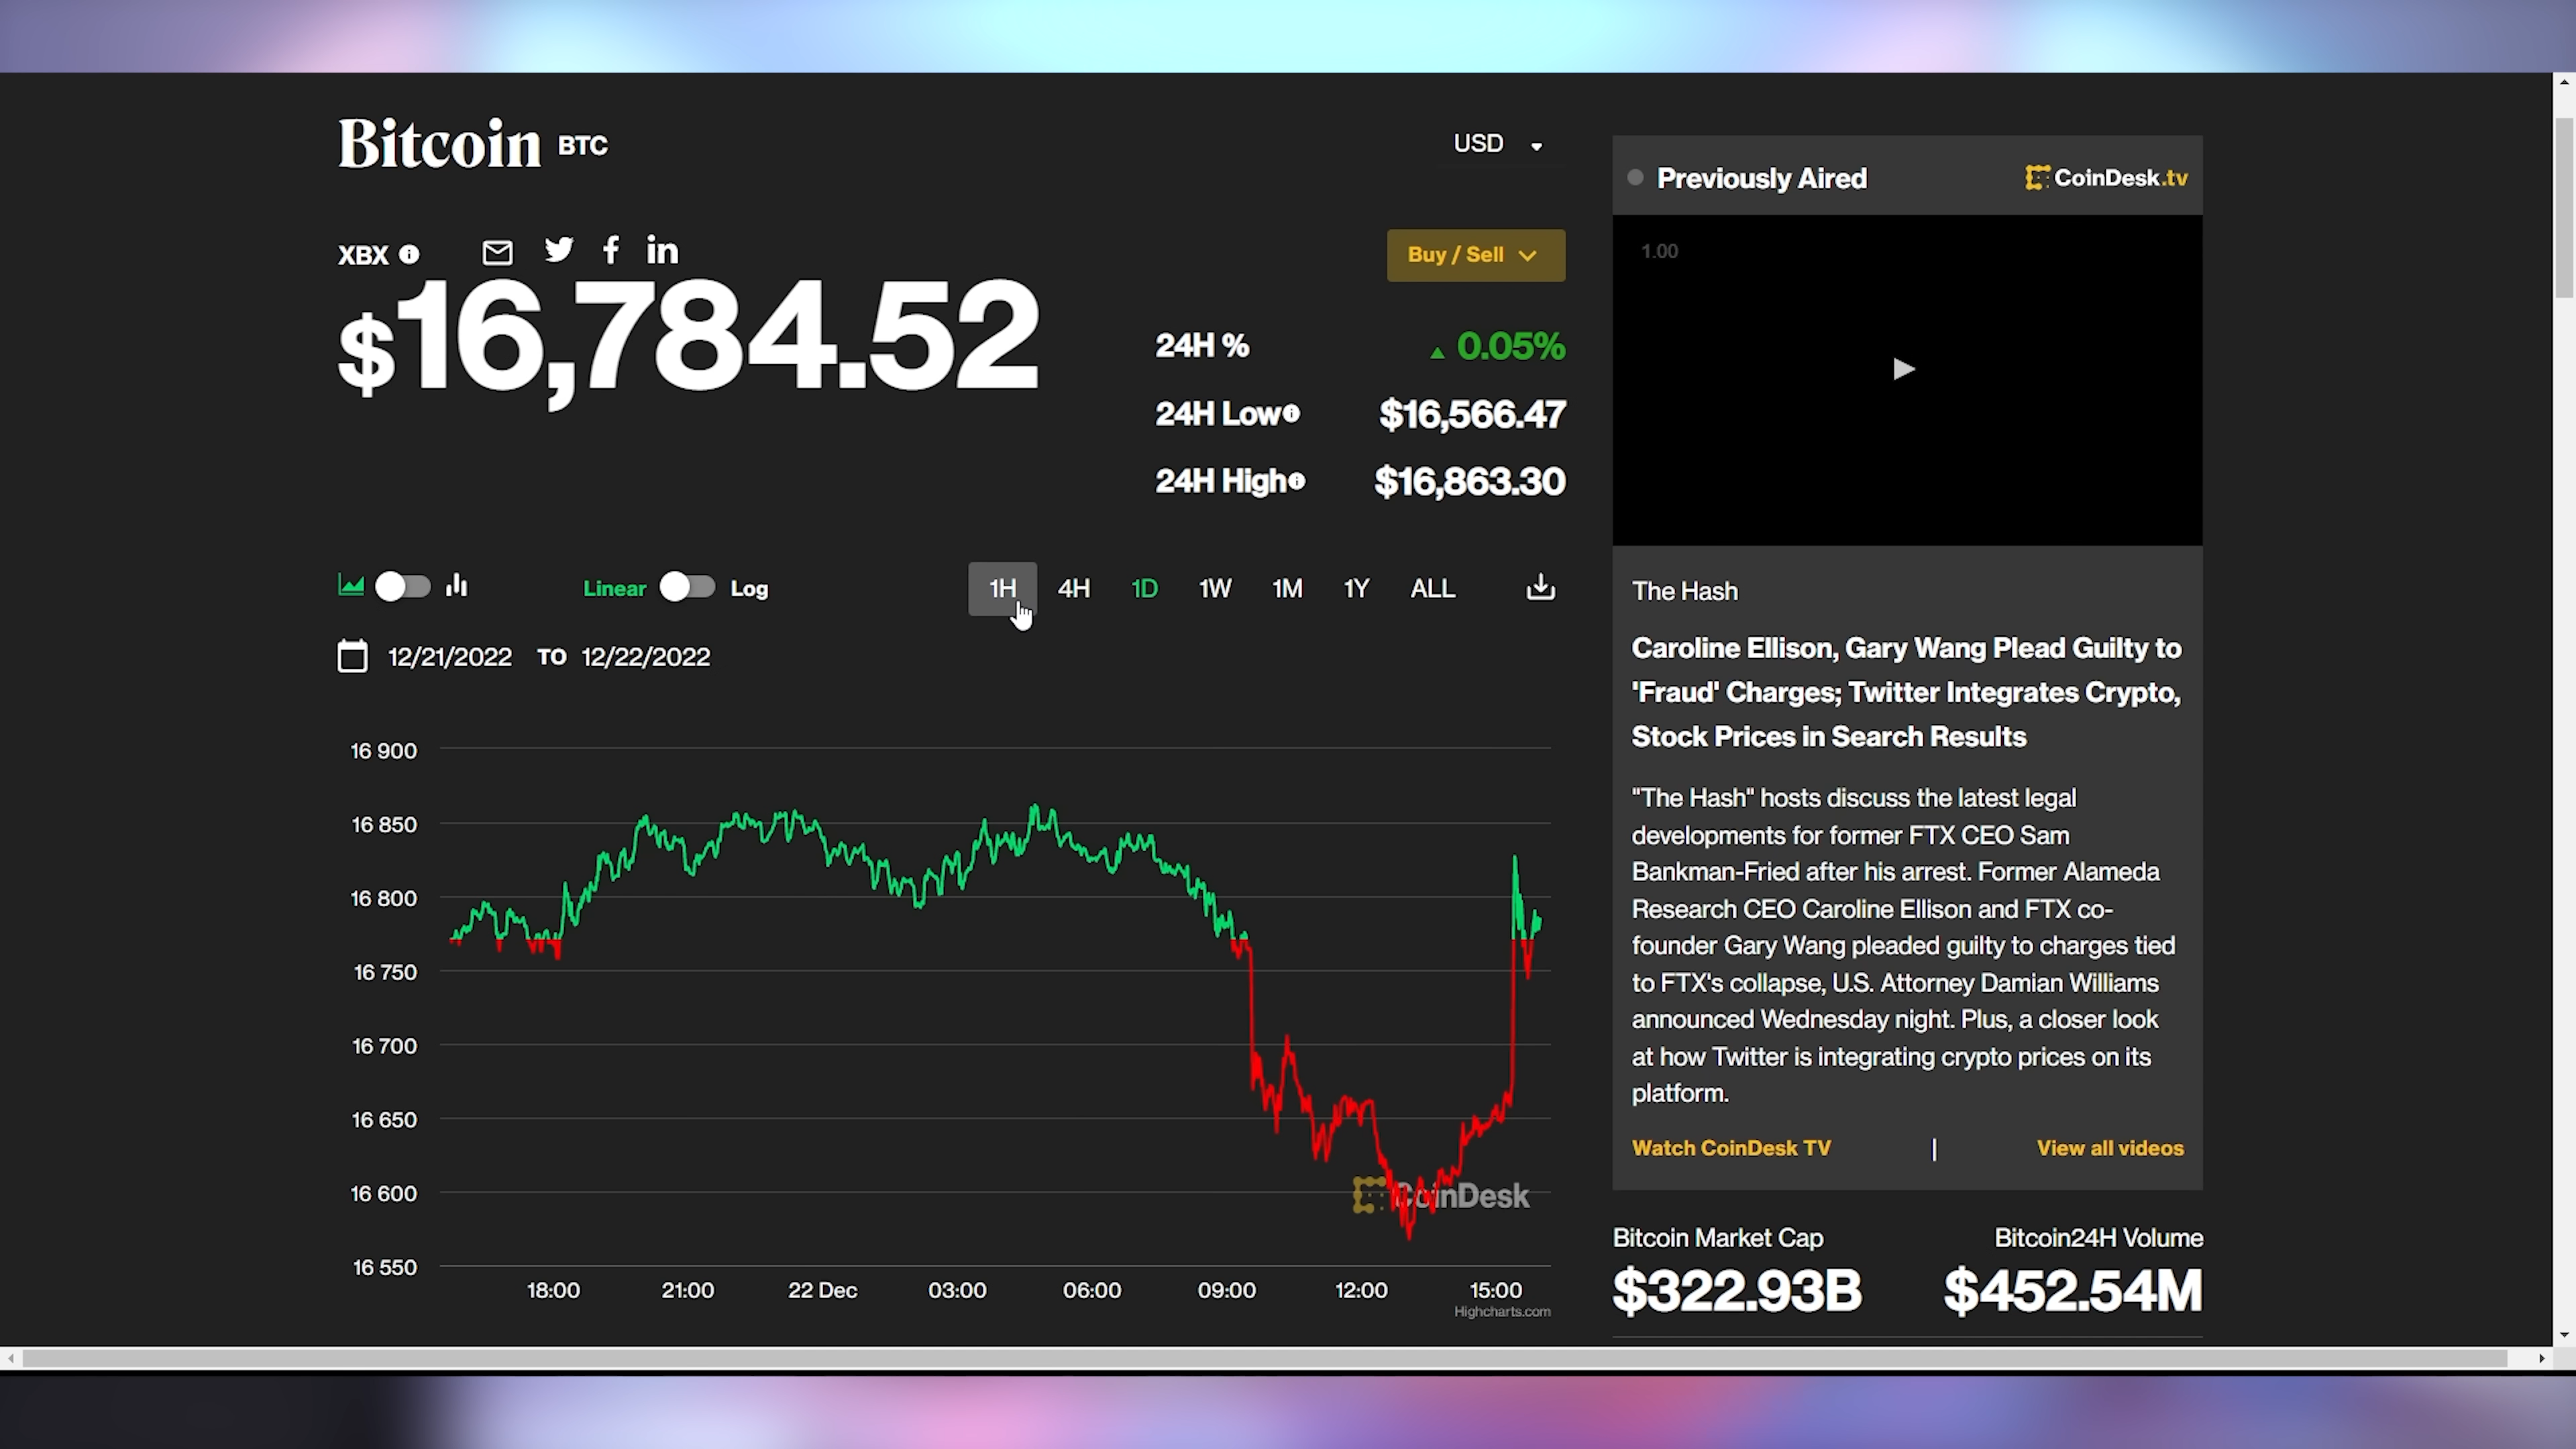 Bitcoin BTC
USD
XBX
$16,784.52
Buy / Sell
24H % 0.05%
24H Low $16,566.47
24H High $16,863.30
Linear Log
1H 4H 1D 1W 1M 1Y ALL
12/21/2022 TO 12/22/2022
16 900
16 850
16 800
16 750
16 700
16 650
16 600
16 550
CoinDesk
18:00 21:00 22 Dec 03:00 06:00 09:00 12:00 15:00
Highcharts.com
Previously Aired
CoinDesk.tv
1.00
The Hash
Caroline Ellison, Gary Wang Plead Guilty to
'Fraud' Charges; Twitter Integrates Crypto,
Stock Prices in Search Results
"The Hash" hosts discuss the latest legal
developments for former FTX CEO Sam
Bankman-Fried after his arrest. Former Alameda
Research CEO Caroline Ellison and FTX co-
founder Gary Wang pleaded guilty to charges tied
to FTX's collapse, U.S. Attorney Damian Williams
announced Wednesday night. Plus, a closer look
at how Twitter is integrating crypto prices on its
platform.
Watch CoinDesk TV | View all videos
Bitcoin Market Cap Bitcoin24H Volume
$322.93B $452.54M